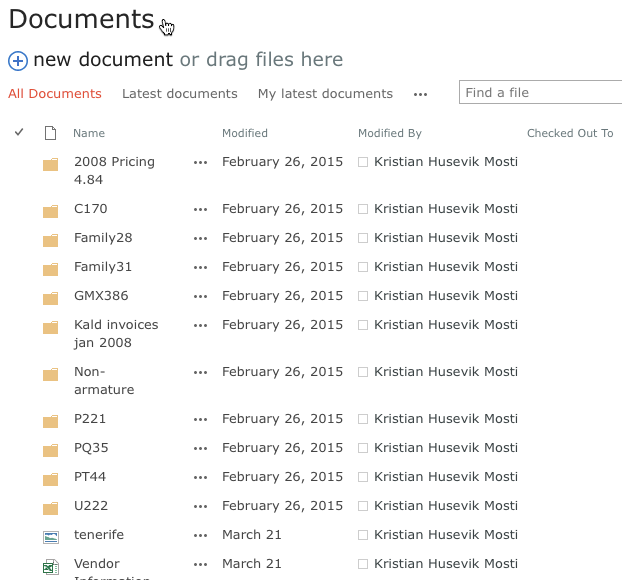 Documents
new document or drag files here
All Documents Latest documents My latest documents ••• Find a file
Name Modified Modified By Checked Out To
2008 Pricing ••• February 26, 2015 Kristian Husevik Mosti
4.84
C170 ••• February 26, 2015 Kristian Husevik Mosti
Family28 ••• February 26, 2015 Kristian Husevik Mosti
Family31 ••• February 26, 2015 Kristian Husevik Mosti
GMX386 ••• February 26, 2015 Kristian Husevik Mosti
Kald invoices ••• February 26, 2015 Kristian Husevik Mosti
jan 2008
Non- ••• February 26, 2015 Kristian Husevik Mosti
armature
P221 ••• February 26, 2015 Kristian Husevik Mosti
PQ35 ••• February 26, 2015 Kristian Husevik Mosti
PT44 ••• February 26, 2015 Kristian Husevik Mosti
U222 ••• February 26, 2015 Kristian Husevik Mosti
tenerife ••• March 21 Kristian Husevik Mosti
Vendor ••• March 21 Kristian Husevik Mosti
Information